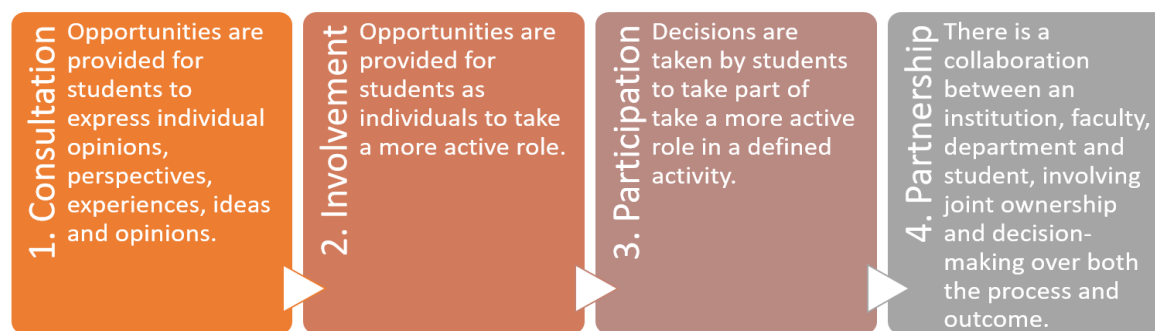 1. Consultation
Opportunities are
provided for
students to
express individual
opinions,
perspectives,
experiences, ideas
and opinions.
2. Involvement
Opportunities are
provided for
students as
individuals to take
a more active role.
3. Participation
Decisions are
taken by students
to take part of
take a more active
role in a defined
activity.
4. Partnership
There is a
collaboration
between an
institution, faculty,
department and
student, involving
joint ownership
and decision-
making over both
the process and
outcome.